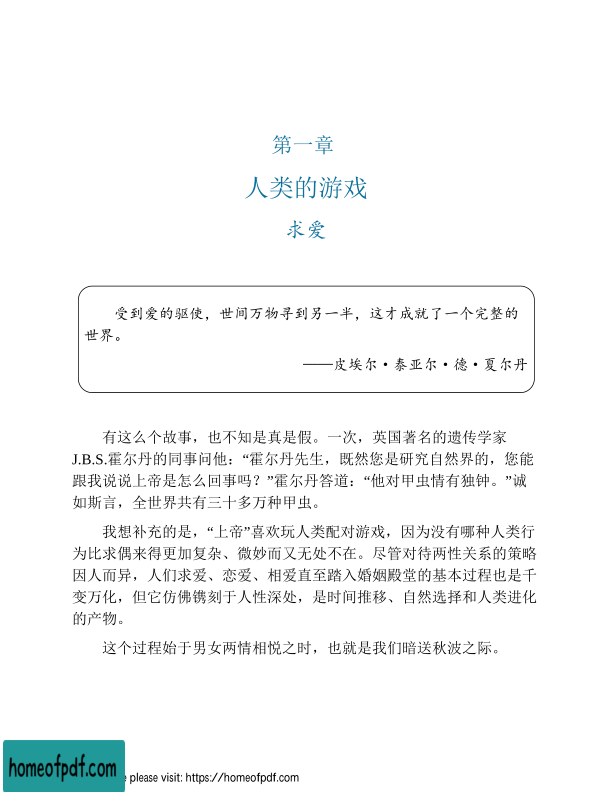 第一章
人类的游戏
求爱
受到爱的驱使，世间万物寻到另一半，这才成就了一个完整的
世界。
——皮埃尔·泰亚尔·德·夏尔丹
有这么个故事，也不知是真是假。一次，英国著名的遗传学家
J.B.S.霍尔丹的同事问他：“霍尔丹先生，既然您是研究自然界的，您能
跟我说说上帝是怎么回事吗？”霍尔丹答道：“他对甲虫情有独钟。”诚
如斯言，全世界共有三十多万种甲虫。
我想补充的是，“上帝”喜欢玩人类配对游戏，因为没有哪种人类行
为比求偶来得更加复杂、微妙而又无处不在。尽管对待两性关系的策略
因人而异，人们求爱、恋爱、相爱直至踏入婚姻殿堂的基本过程也是千
变万化，但它仿佛镌刻于人性深处，是时间推移、自然选择和人类进化
的产物。
这个过程始于男女两情相悦之时，也就是我们暗送秋波之际。
homeofpdf.com
e please visit: https://homeofpdf.com